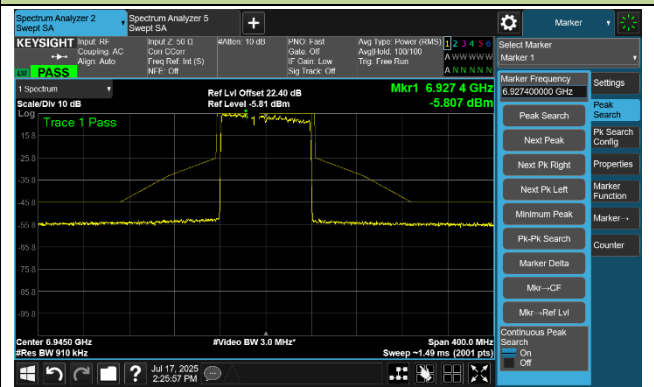 Spectrum Analyzer 2
Swept SA
Spectrum Analyzer 5
Swept SA
+
Marker
KEYSIGHT
Input: RF
Coupling: AC
Align: Auto
Input Z: 50 Ω
Corr CCorr
Freq Ref: Int (S)
NFE: Off
#Atten: 10 dB
PNO: Fast
Gate: Off
IF Gain: Low
Sig Track: Off
Avg Type: Power (RMS)
Avg|Hold: 100/100
Trig: Free Run
1 2 3 4 5 6
A W W W W W
A N N N N N
PASS
Select Marker
Marker 1
1 Spectrum
Scale/Div 10 dB
Log
Ref Lvl Offset 22.40 dB
Ref Level -5.81 dBm
Mkr1 6.927 4 GHz
-5.807 dBm
Trace 1 Pass
1
-15.8
-25.8
-35.8
-45.8
-55.8
-65.8
-75.8
-85.8
-95.8
Center 6.9450 GHz
#Res BW 910 kHz
#Video BW 3.0 MHz*
Span 400.0 MHz
Sweep ~1.49 ms (2001 pts)
Marker Frequency
6.927400000 GHz
Peak Search
Next Peak
Next Pk Right
Next Pk Left
Minimum Peak
Pk-Pk Search
Marker Delta
Mkr→CF
Mkr→Ref Lvl
Continuous Peak
Search
On
Off
Settings
Peak
Search
Pk Search
Config
Properties
Marker
Function
Marker→
Counter
?
Jul 17, 2025
2:25:57 PM